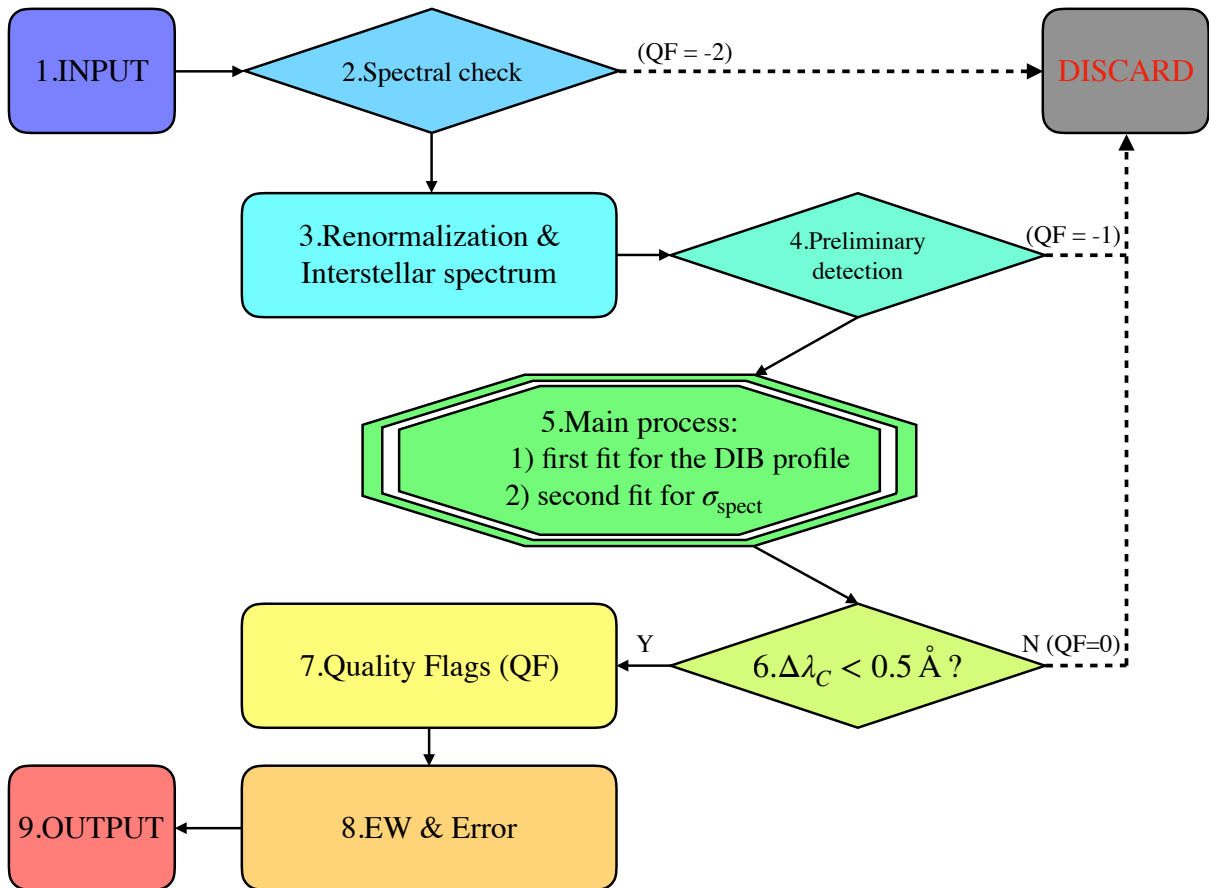 1.INPUT
2.Spectral check
(QF = -2)
DISCARD
3.Renormalization &
Interstellar spectrum
4.Preliminary
detection
(QF = -1)
5.Main process:
1) first fit for the DIB profile
2) second fit for σspect
6.ΔλC < 0.5 Å ?
Y
N (QF=0)
7.Quality Flags (QF)
8.EW & Error
9.OUTPUT